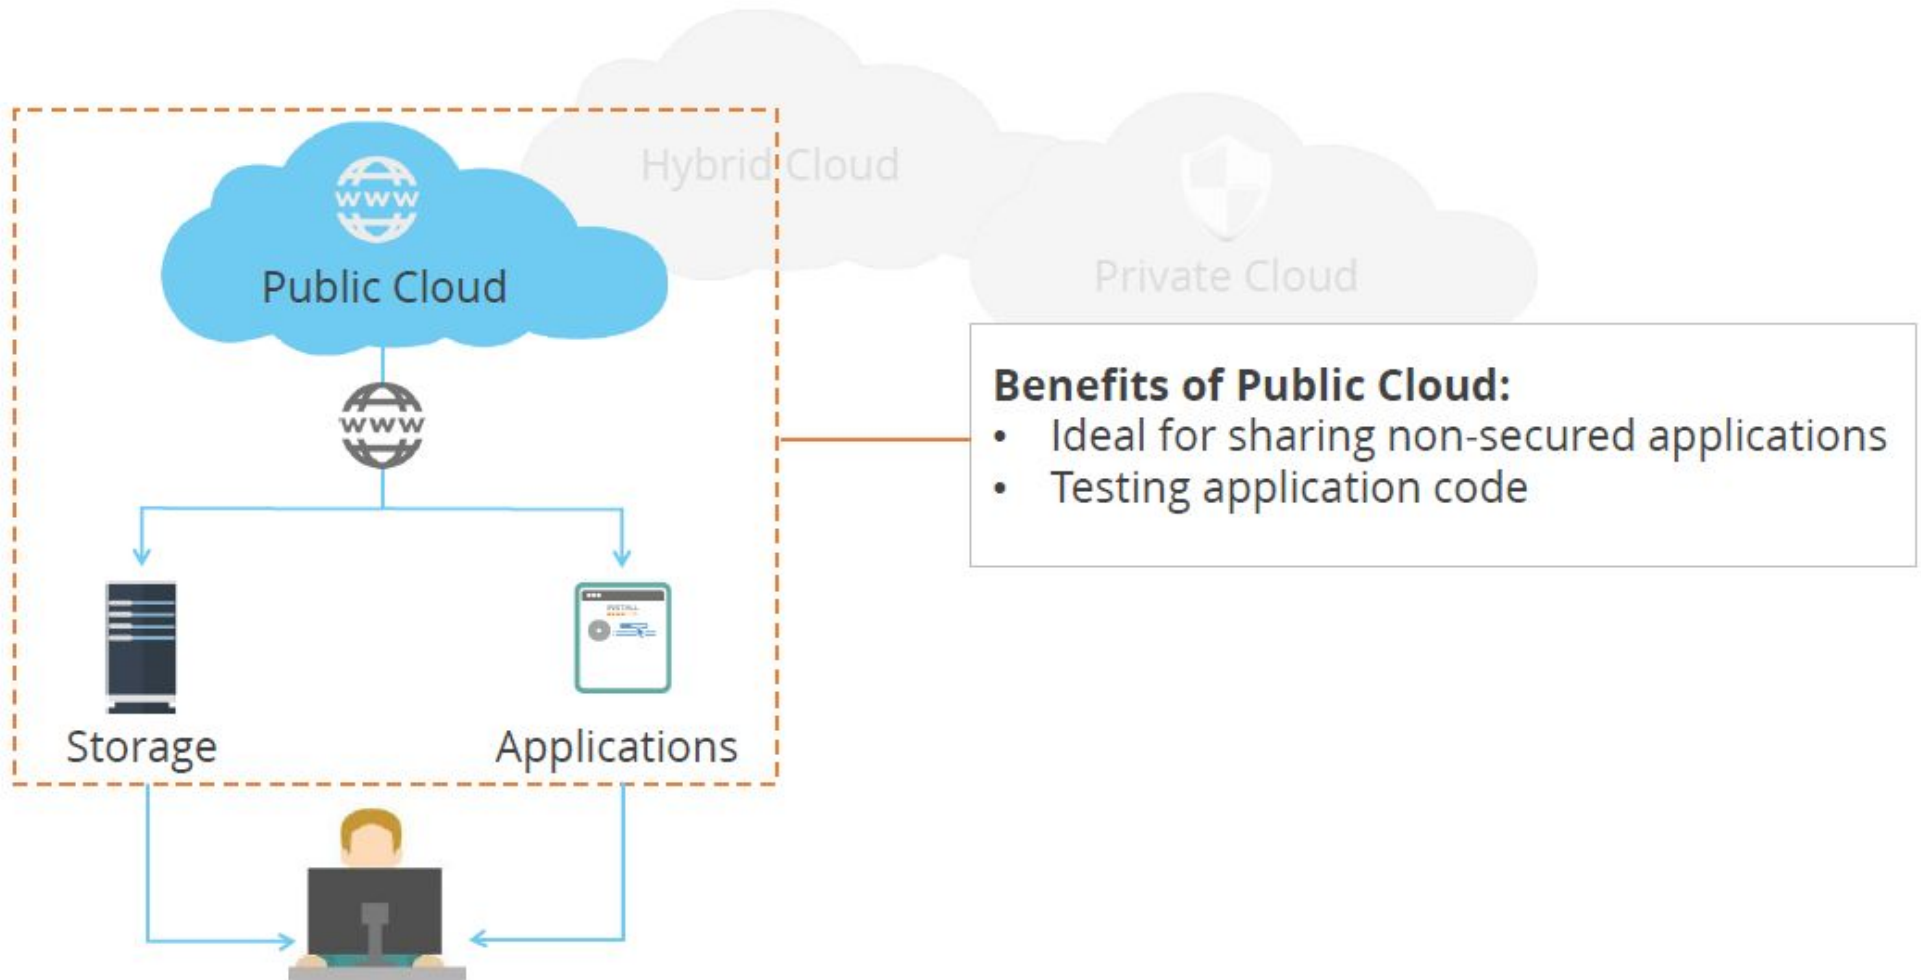 Hybrid Cloud
WWW
Public Cloud
Private Cloud
WWW
Benefits of Public Cloud:
• Ideal for sharing non-secured applications
• Testing application code
INSTALL
Storage
Applications